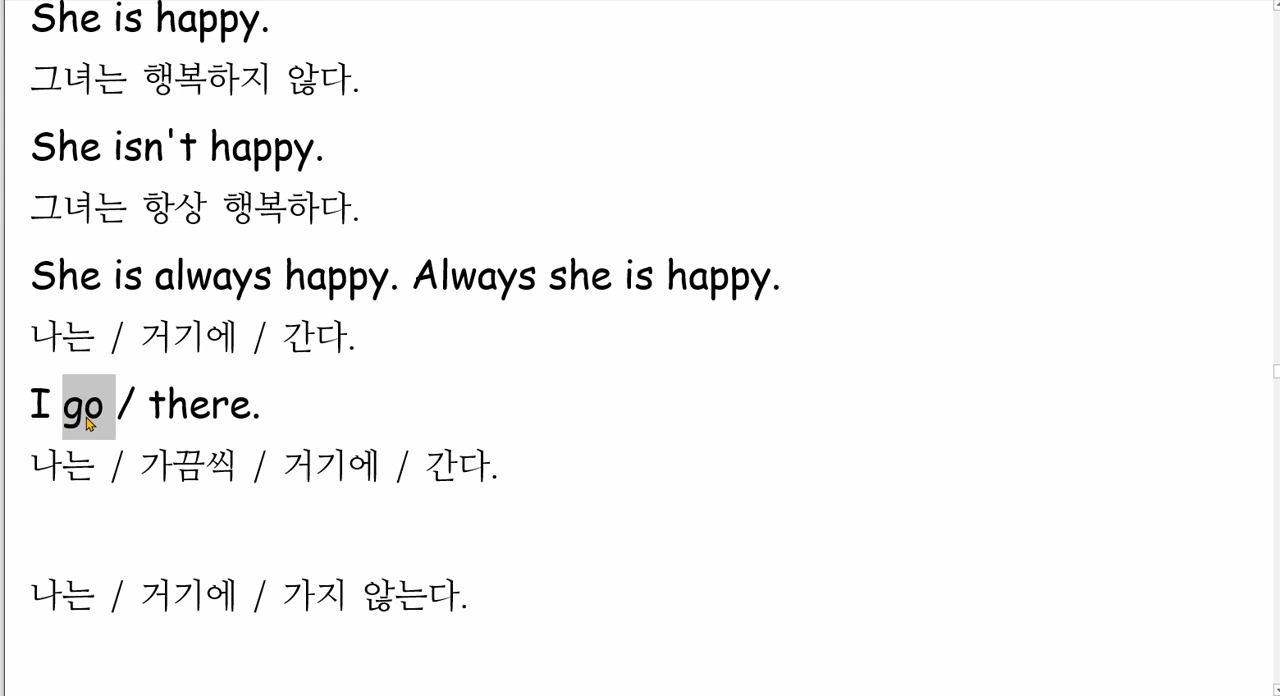 She is happy.
그녀는 행복하지 않다.
She isn't happy.
그녀는 항상 행복하다.
She is always happy. Always she is happy.
나는 / 거기에 / 간다.
I go / there.
나는 / 가끔씩 / 거기에 / 간다.
나는 / 거기에 / 가지 않는다.